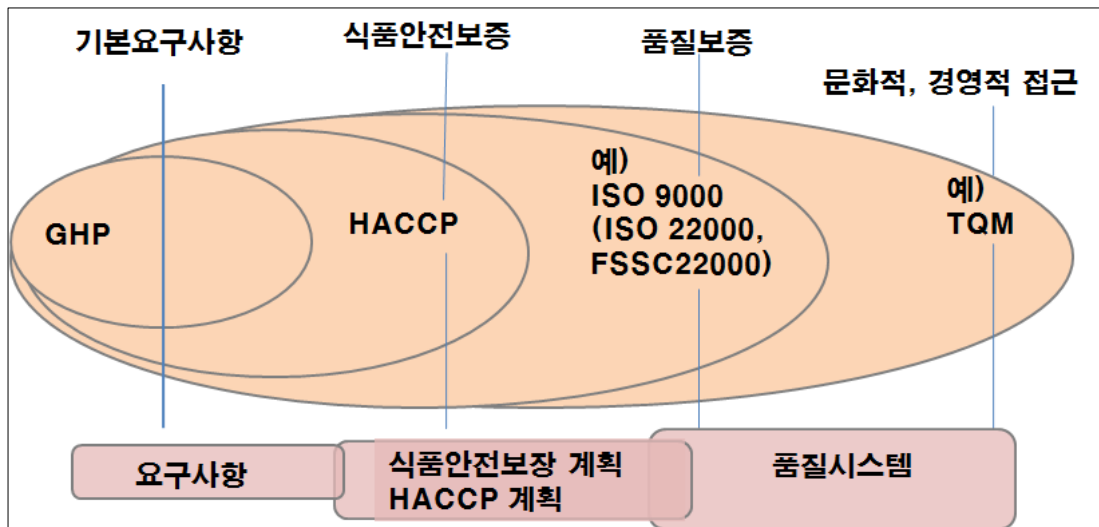 기본요구사항
식품안전보증
품질보증
문화적, 경영적 접근
GHP
HACCP
예)
ISO 9000
(ISO 22000,
FSSC22000)
예)
TQM
요구사항
식품안전보장 계획
HACCP 계획
품질시스템